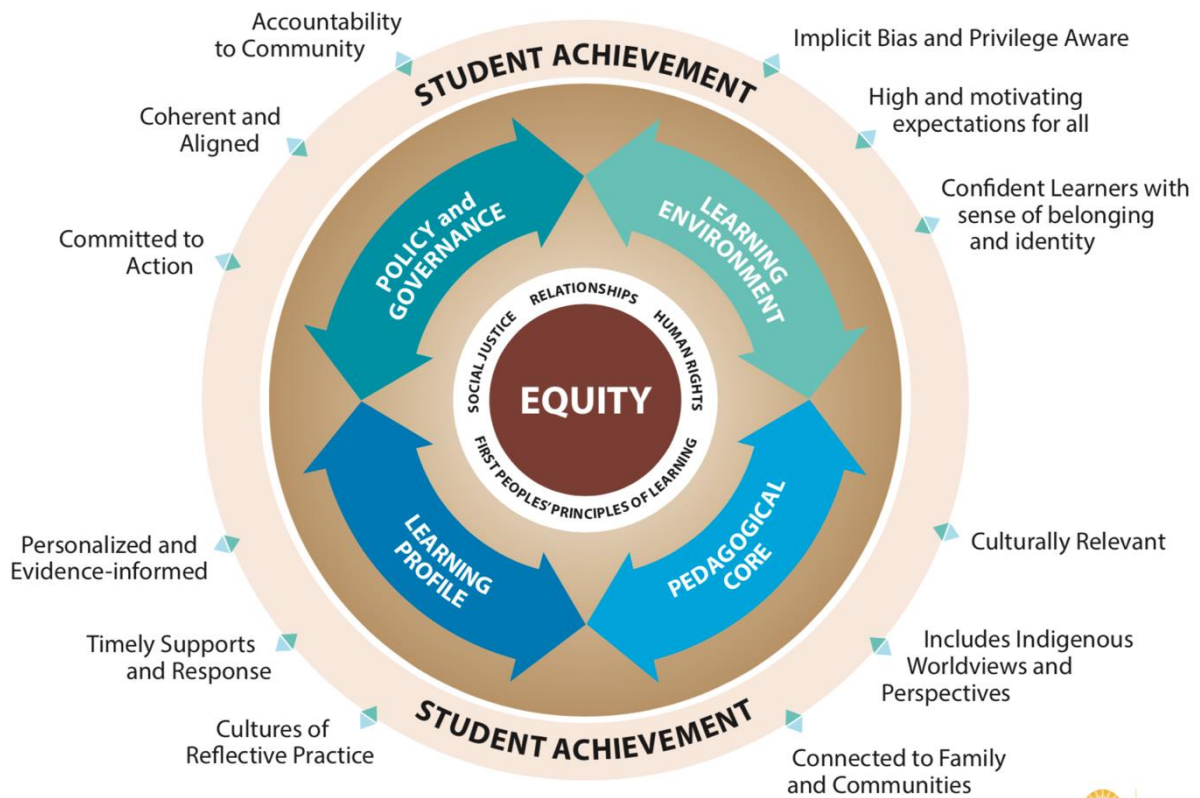 Accountability
to Community
Coherent and
Aligned
Committed to
Action
Implicit Bias and Privilege Aware
High and motivating
expectations for all
Confident Learners with
sense of belonging
and identity
STUDENT ACHIEVEMENT
POLICY and
GOVERNANCE
LEARNING
ENVIRONMENT
SOCIAL JUSTICE
RELATIONSHIPS
HUMAN RIGHTS
EQUITY
FIRST PEOPLES’ PRINCIPLES OF LEARNING
LEARNING
PROFILE
PEDAGOGICAL
CORE
STUDENT ACHIEVEMENT
Personalized and
Evidence-informed
Timely Supports
and Response
Cultures of
Reflective Practice
Culturally Relevant
Includes Indigenous
Worldviews and
Perspectives
Connected to Family
and Communities